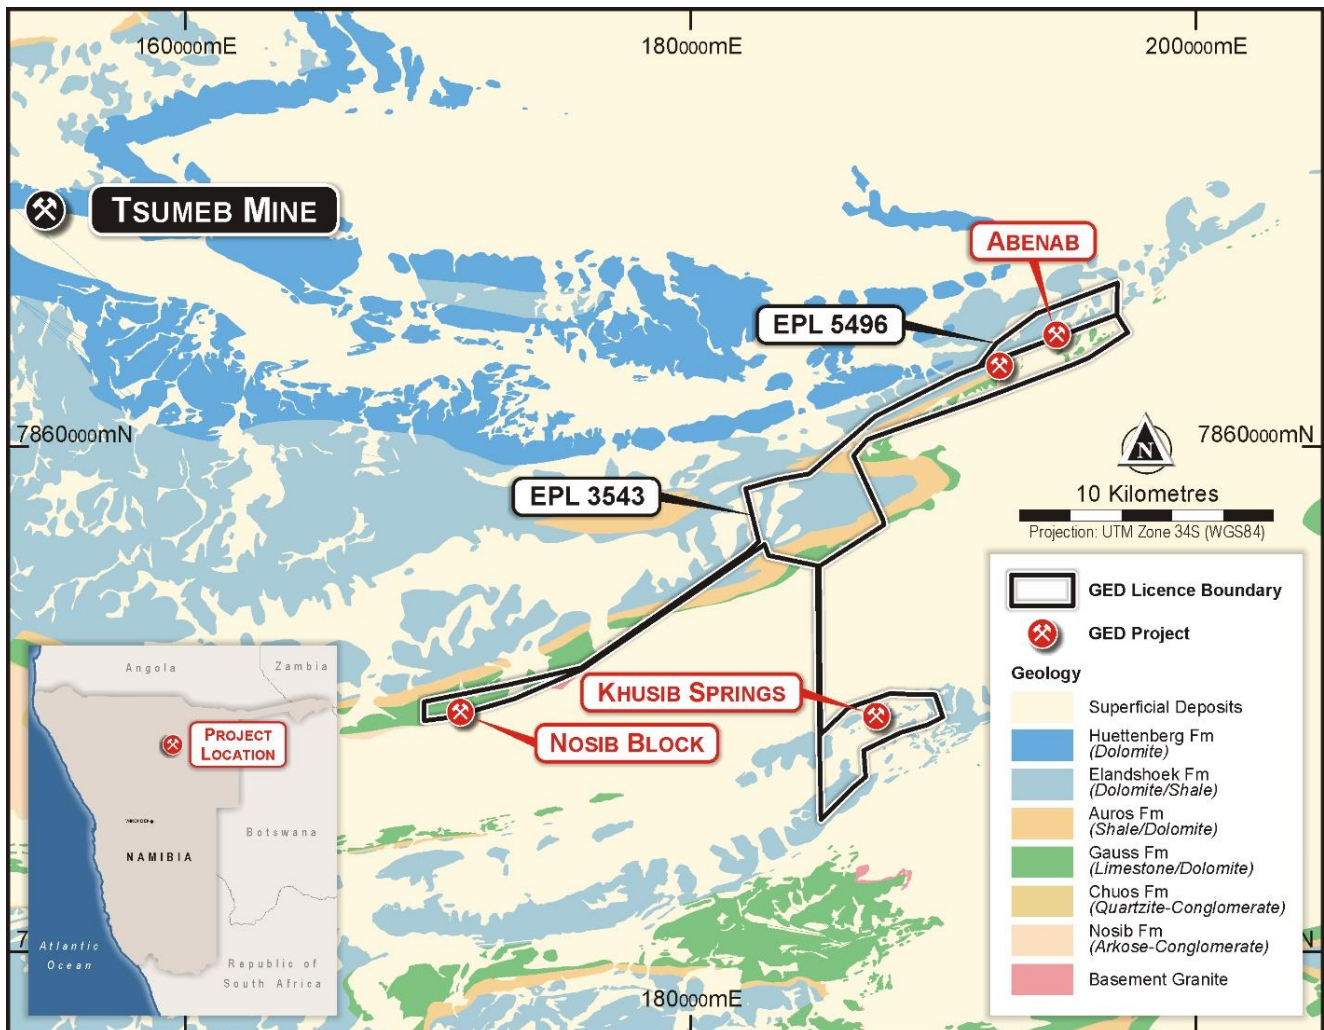 160000mE
180000mE
200000mE
TSUMEB MINE
ABENAB
EPL 5496
7860000mN
7860000mN
N
EPL 3543
10 Kilometres
Projection: UTM Zone 34S (WGS84)
GED Licence Boundary
GED Project
Geology
Superficial Deposits
Huettenberg Fm
(Dolomite)
Elandshoek Fm
(Dolomite/Shale)
Auros Fm
(Shale/Dolomite)
Gauss Fm
(Limestone/Dolomite)
Chuos Fm
(Quartzite-Conglomerate)
Nosib Fm
(Arkose-Conglomerate)
Basement Granite
KHUSIB SPRINGS
NOSIB BLOCK
Angola
Zambia
PROJECT
LOCATION
NAMIBIA
Botswana
Atlantic
Ocean
Republic of
South Africa
7
N
180000mE